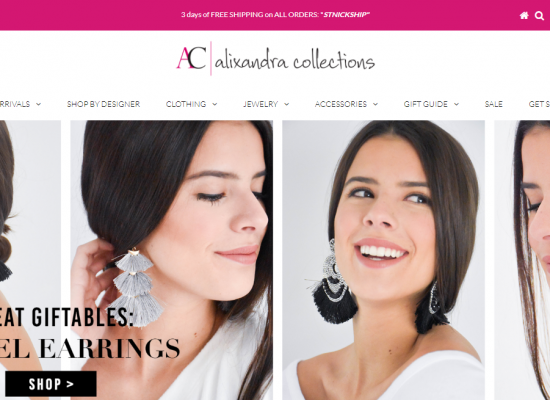 3 days of FREE SHIPPING on ALL ORDERS: "STNICKSHIP"
AC | alixandra collections
RRIVALS
SHOP BY DESIGNER
CLOTHING
JEWELRY
ACCESSORIES
GIFT GUIDE
SALE
GET S
EAT GIFTABLES:
EL EARRINGS
SHOP >